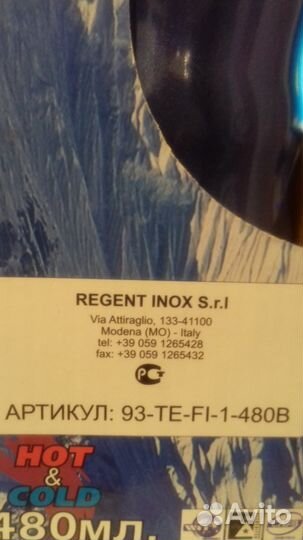 REGENT INOX S.r.l
Via Attiraglio, 133-41100
Modena (MO) - Italy
tel: +39 059 1265428
fax: +39 059 1265432
АРТИКУЛ: 93-TE-FI-1-480B
HOT
&
COLD
480мл.
Avito